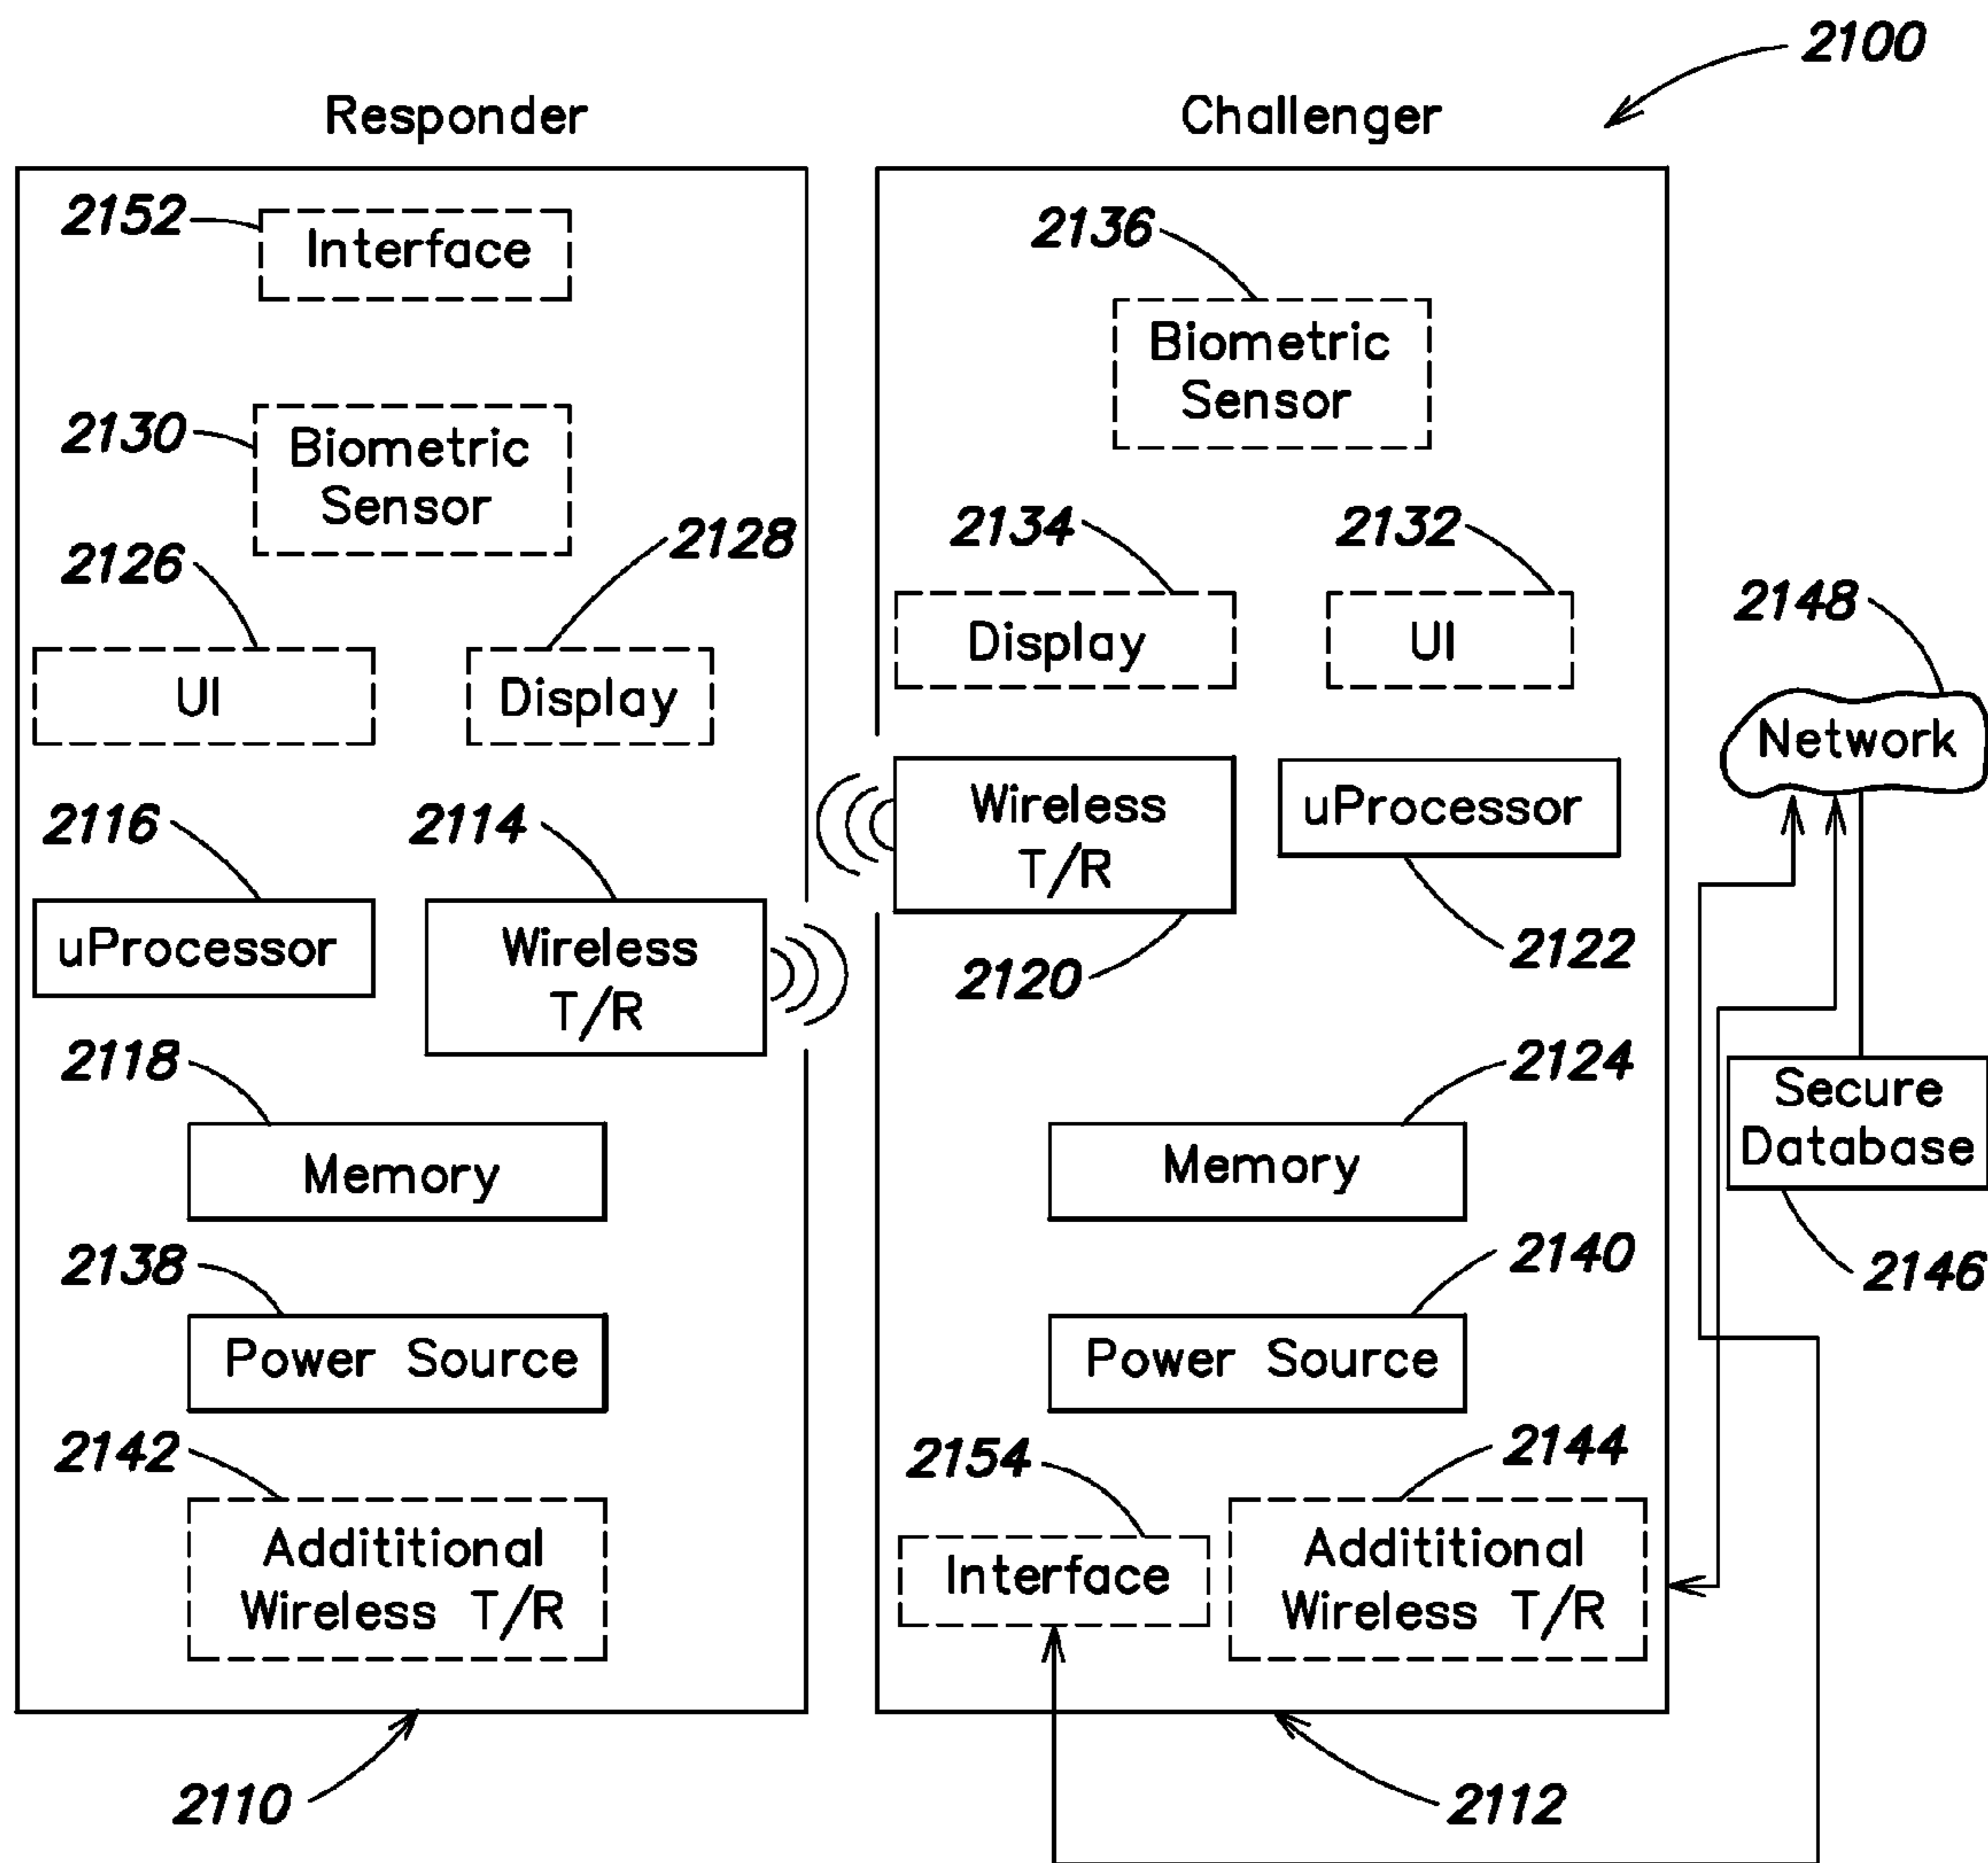 2100
Responder
Challenger
2152
Interface
2136
Biometric
Sensor
2130
Biometric
Sensor
2126
2128
2134
2132
2148
UI
Display
Display
UI
Network
2116
2114
Wireless
T/R
uProcessor
uProcessor
Wireless
T/R
2120
2122
2118
2124
Memory
Memory
Secure
Database
2138
2140
2146
Power Source
Power Source
2142
2154
2144
Addititional
Wireless T/R
Interface
Addititional
Wireless T/R
2110
2112